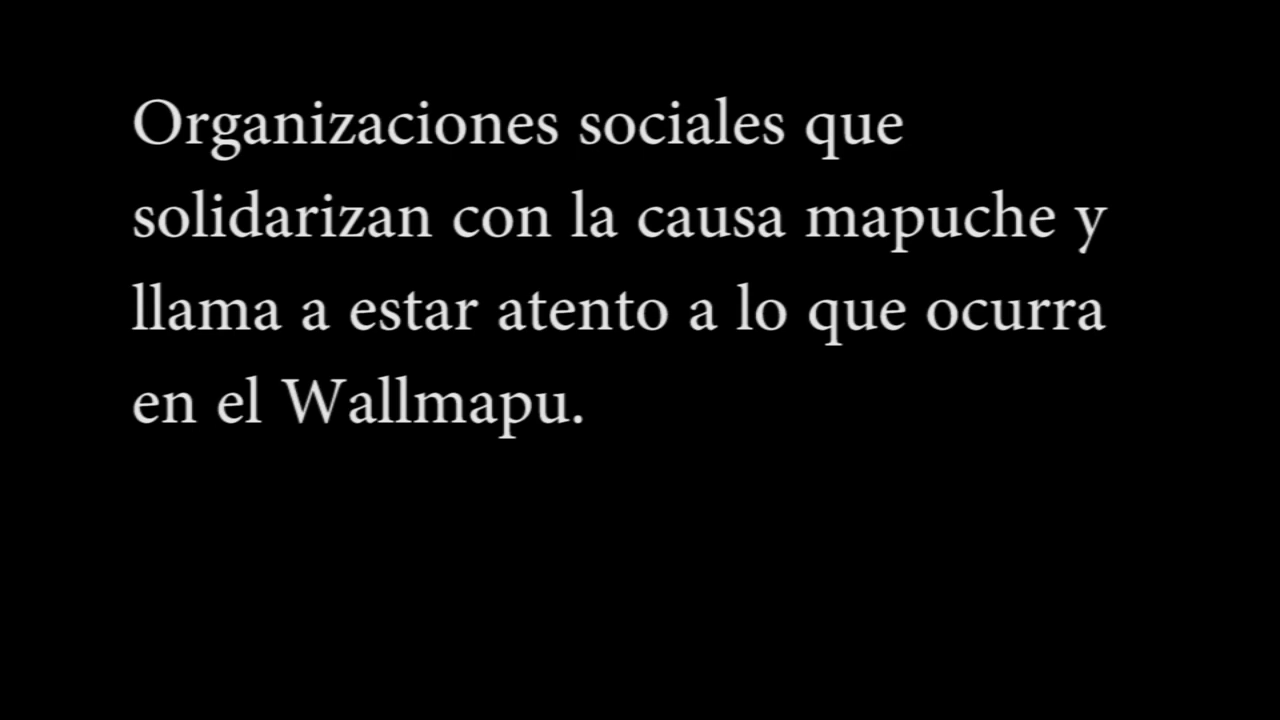 Organizaciones sociales que
solidarizan con la causa mapuche y
llama a estar atento a lo que ocurra
en el Wallmapu.